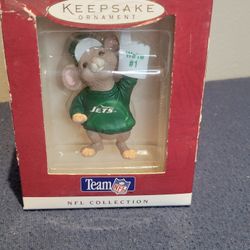 KEEPSAKE
ORNAMENT
#1
JETS
Team NFL
NFL COLLECTION